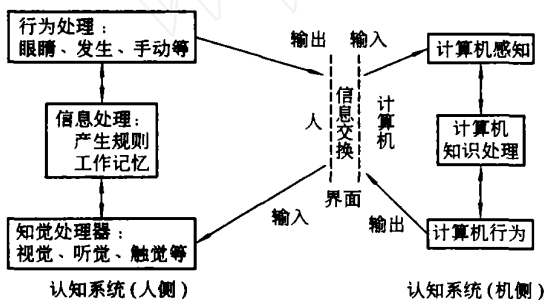 行为处理：
眼睛、发生、手动等
信息处理：
产生规则
工作记忆
知觉处理器：
视觉、听觉、触觉等
认知系统(人侧)
输出
输入
人
信息交换
计算机
界面
输入
输出
计算机感知
计算机
知识处理
计算机行为
认知系统(机侧)